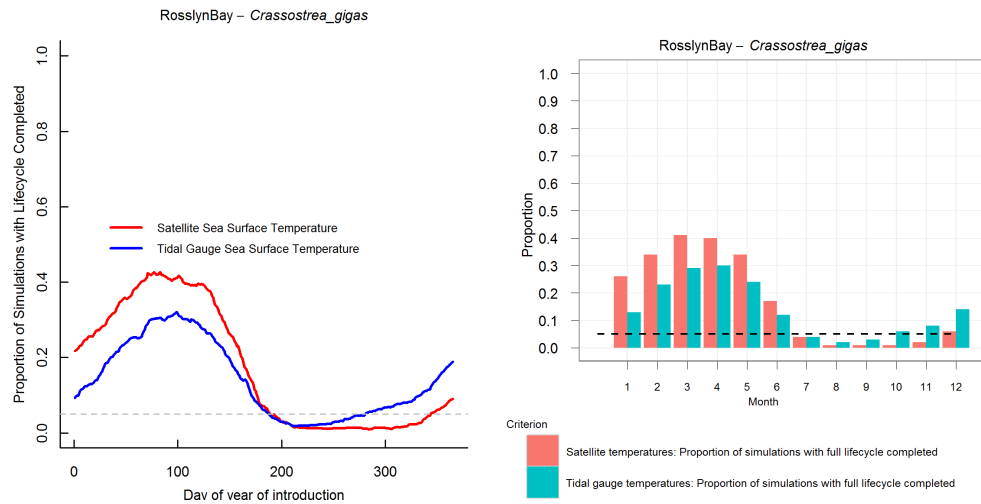 RosslynBay – Crassostrea_gigas
Proportion of Simulations with Lifecycle Completed
1.0
0.8
0.6
0.4
0.2
0.0
Satellite Sea Surface Temperature
Tidal Gauge Sea Surface Temperature
0 100 200 300
Day of year of introduction
RosslynBay – Crassostrea_gigas
Proportion
1.0
0.9
0.8
0.7
0.6
0.5
0.4
0.3
0.2
0.1
0.0
1 2 3 4 5 6 7 8 9 10 11 12
Month
Criterion
Satellite temperatures: Proportion of simulations with full lifecycle completed
Tidal gauge temperatures: Proportion of simulations with full lifecycle completed